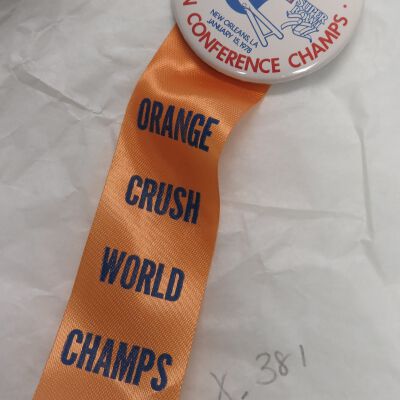 NEW ORLEANS, LA
JANUARY 15, 1978
SUPER
BOWL
CONFERENCE CHAMPS.
ORANGE
CRUSH
WORLD
CHAMPS
X.381